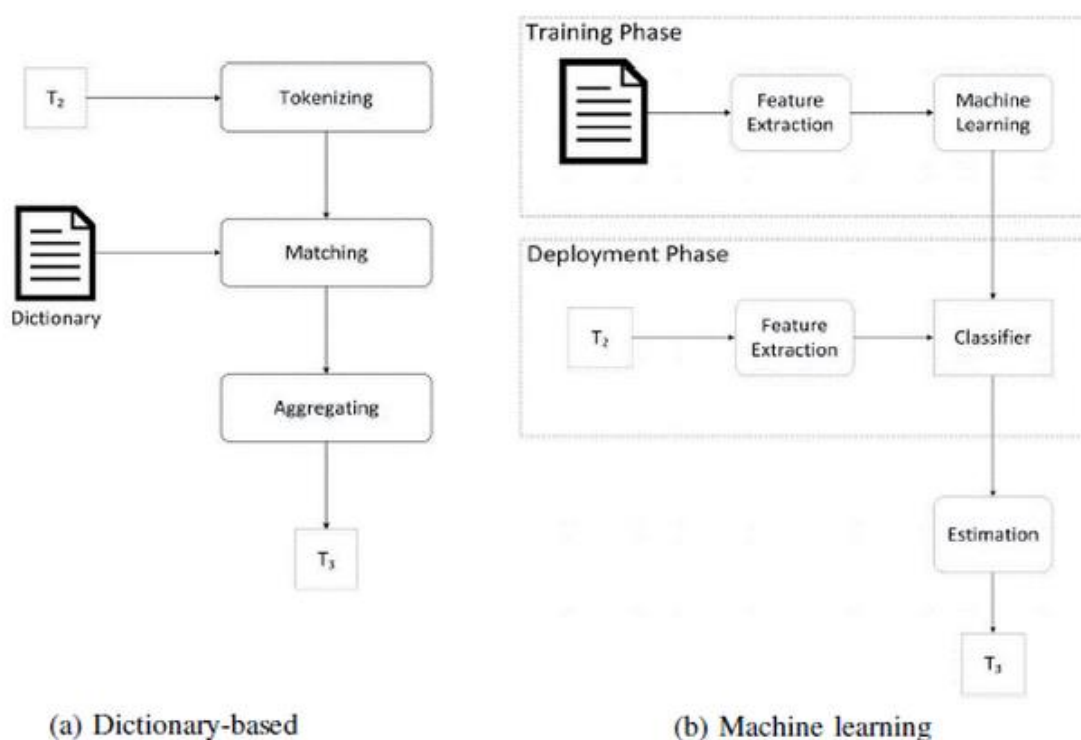 T₂
Tokenizing
Matching
Dictionary
Aggregating
T₃
(a) Dictionary-based
Training Phase
Feature
Extraction
Machine
Learning
Deployment Phase
T₂
Feature
Extraction
Classifier
Estimation
T₃
(b) Machine learning